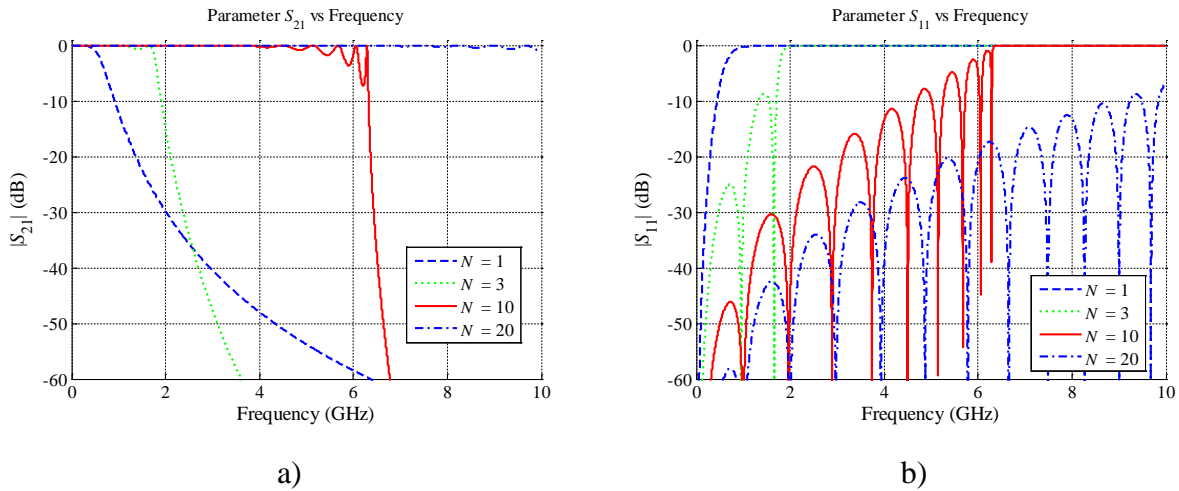 Parameter S21 vs Frequency
0
-10
-20
-30
-40
-50
-60
0 2 4 6 8 10
|S21| (dB)
Frequency (GHz)
N = 1
N = 3
N = 10
N = 20
a)
Parameter S11 vs Frequency
0
-10
-20
-30
-40
-50
-60
0 2 4 6 8 10
|S11| (dB)
Frequency (GHz)
N = 1
N = 3
N = 10
N = 20
b)